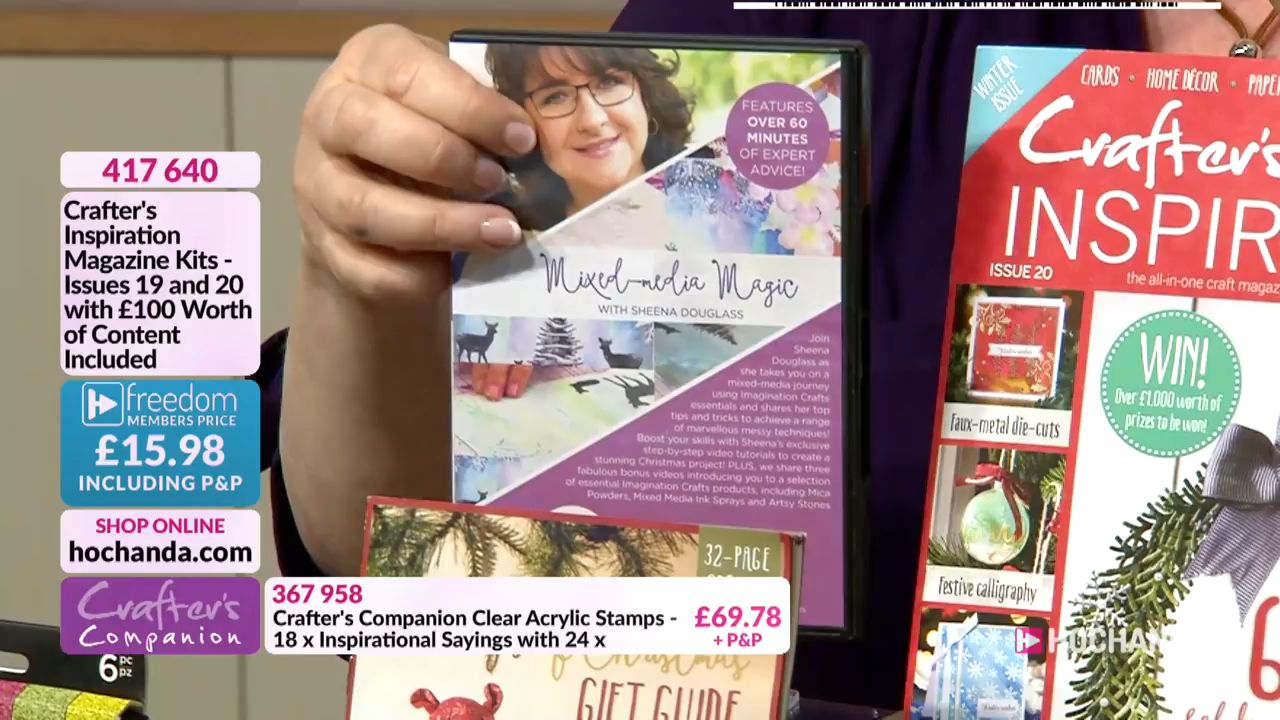 417 640
Crafter's
Inspiration
Magazine Kits -
Issues 19 and 20
with £100 Worth
of Content
Included
freedom
MEMBERS PRICE
£15.98
INCLUDING P&P
SHOP ONLINE
hochanda.com
Crafter's
Companion
367 958
Crafter's Companion Clear Acrylic Stamps -
18 x Inspirational Sayings with 24 x
£69.78
+ P&P
FEATURES
OVER 60
MINUTES
OF EXPERT
ADVICE!
Mixed-media Magic
WITH SHEENA DOUGLASS
Join
Sheena
Douglass as
she takes you on a
mixed-media journey
using Imagination Crafts
essentials and shares her top
tips and tricks to achieve a range
of marvellous messy techniques!
Boost your skills with Sheena's exclusive
step-by-step video tutorials to create a
stunning Christmas project! PLUS, we share three
fabulous bonus videos introducing you to a selection
of essential Imagination Crafts products, including Mica
Powders, Mixed Media Ink Sprays and Artsy Stones
32-PAGE
of Christmas
GIFT GUIDE
6 pc
pz
WINTER
ISSUE
CARDS · HOME DÉCOR ·
Crafter's
INSPIR
ISSUE 20
the all-in-one craft
WIN!
Over £1,000 worth of
prizes to be won!
Faux-metal die-cuts
Festive calligraphy
HOCHAN
6